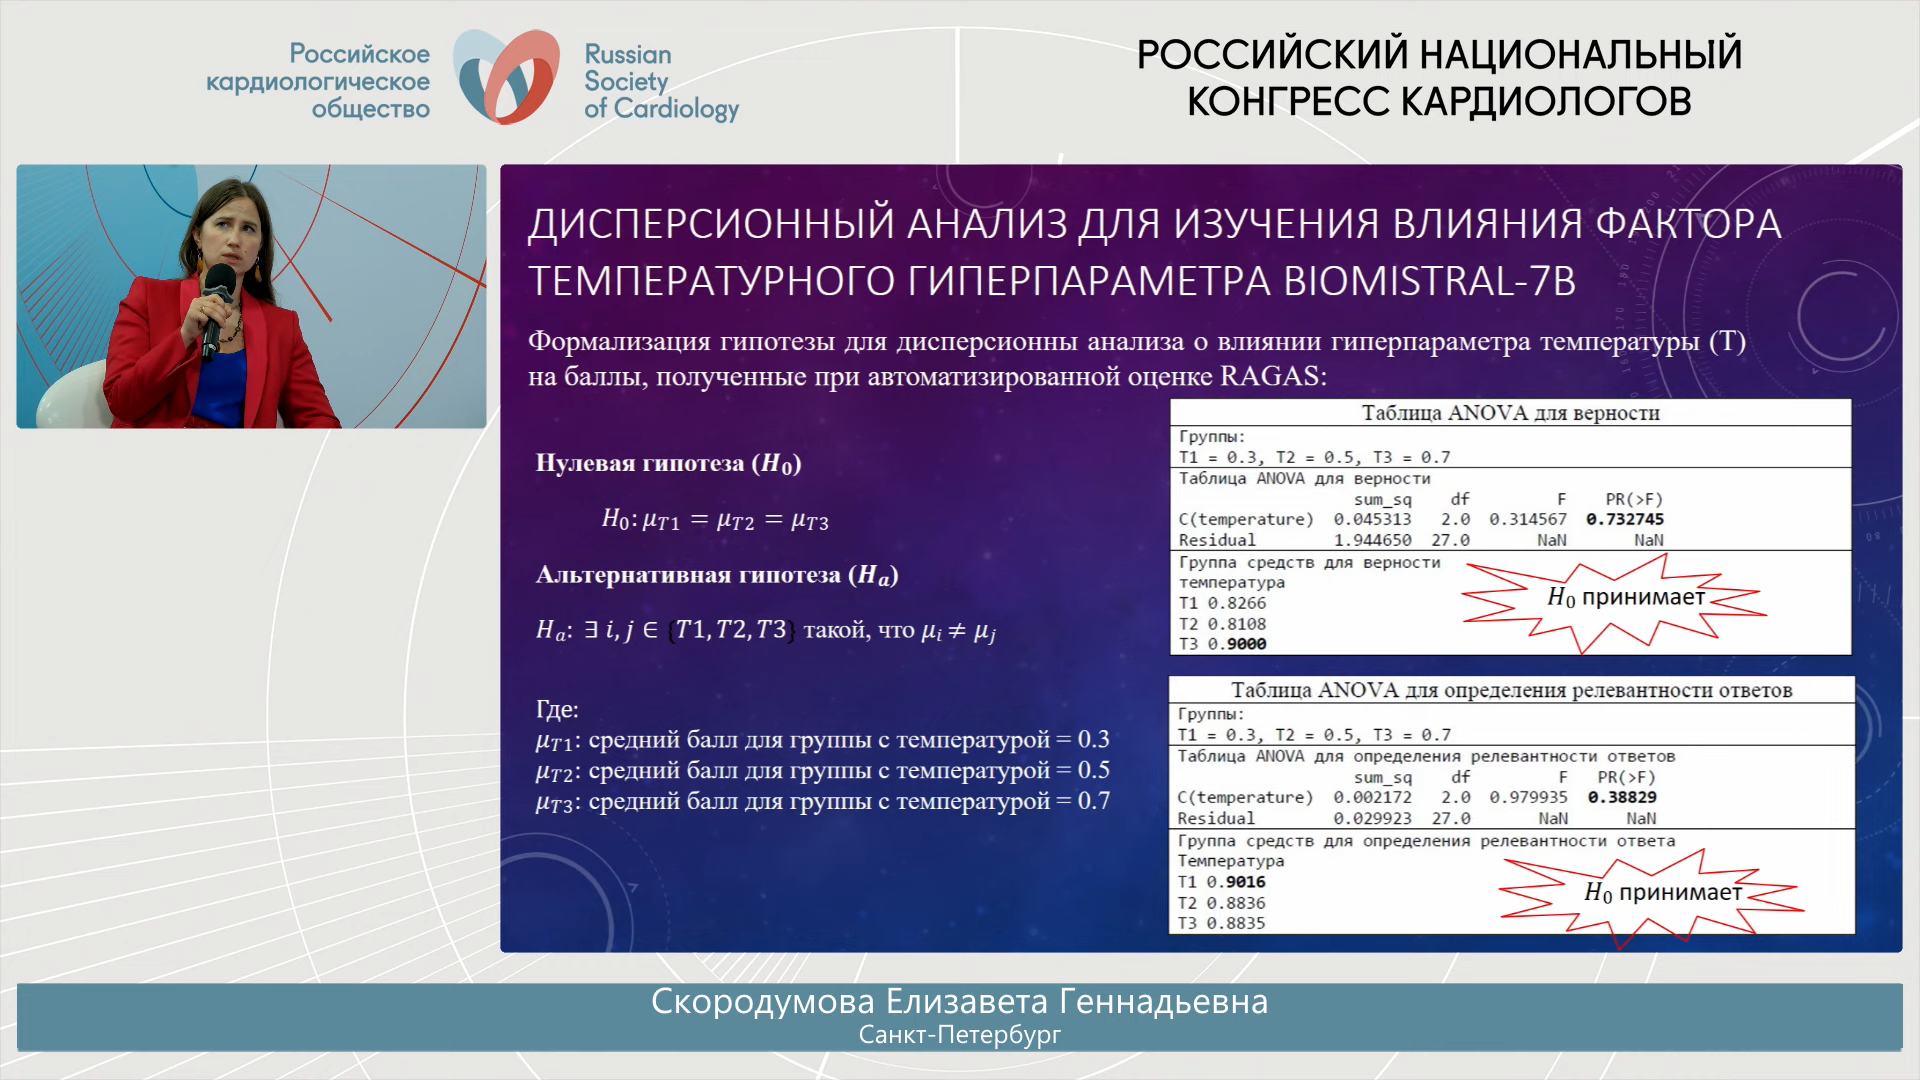 Российское
кардиологическое
общество
Russian
Society
of Cardiology
РОССИЙСКИЙ НАЦИОНАЛЬНЫЙ
КОНГРЕСС КАРДИОЛОГОВ
ДИСПЕРСИОННЫЙ АНАЛИЗ ДЛЯ ИЗУЧЕНИЯ ВЛИЯНИЯ ФАКТОРА
ТЕМПЕРАТУРНОГО ГИПЕРПАРАМЕТРА BIOMISTRAL-7B
Формализация гипотезы для дисперсионны анализа о влиянии гиперпараметра температуры (T)
на баллы, полученные при автоматизированной оценке RAGAS:
Нулевая гипотеза (H₀)
H₀: μ_T1 = μ_T2 = μ_T3
Альтернативная гипотеза (Hₐ)
Hₐ: ∃ i, j ∈ {T1, T2, T3} такой, что μᵢ ≠ μⱼ
Где:
μ_T1: средний балл для группы с температурой = 0.3
μ_T2: средний балл для группы с температурой = 0.5
μ_T3: средний балл для группы с температурой = 0.7
Таблица ANOVA для верности
Группы:
T1 = 0.3, T2 = 0.5, T3 = 0.7
Таблица ANOVA для верности
sum_sq df F PR(>F)
C(temperature) 0.045313 2.0 0.314567 0.732745
Residual 1.944650 27.0 NaN NaN
Группа средств для верности
температура
T1 0.8266
T2 0.8108
T3 0.9000
H₀ принимает
Таблица ANOVA для определения релевантности ответов
Группы:
T1 = 0.3, T2 = 0.5, T3 = 0.7
Таблица ANOVA для определения релевантности ответов
sum_sq df F PR(>F)
C(temperature) 0.002172 2.0 0.979935 0.38829
Residual 0.029923 27.0 NaN NaN
Группа средств для определения релевантности ответа
Температура
T1 0.9016
T2 0.8836
T3 0.8835
H₀ принимает
Скородумова Елизавета Геннадьевна
Санкт-Петербург